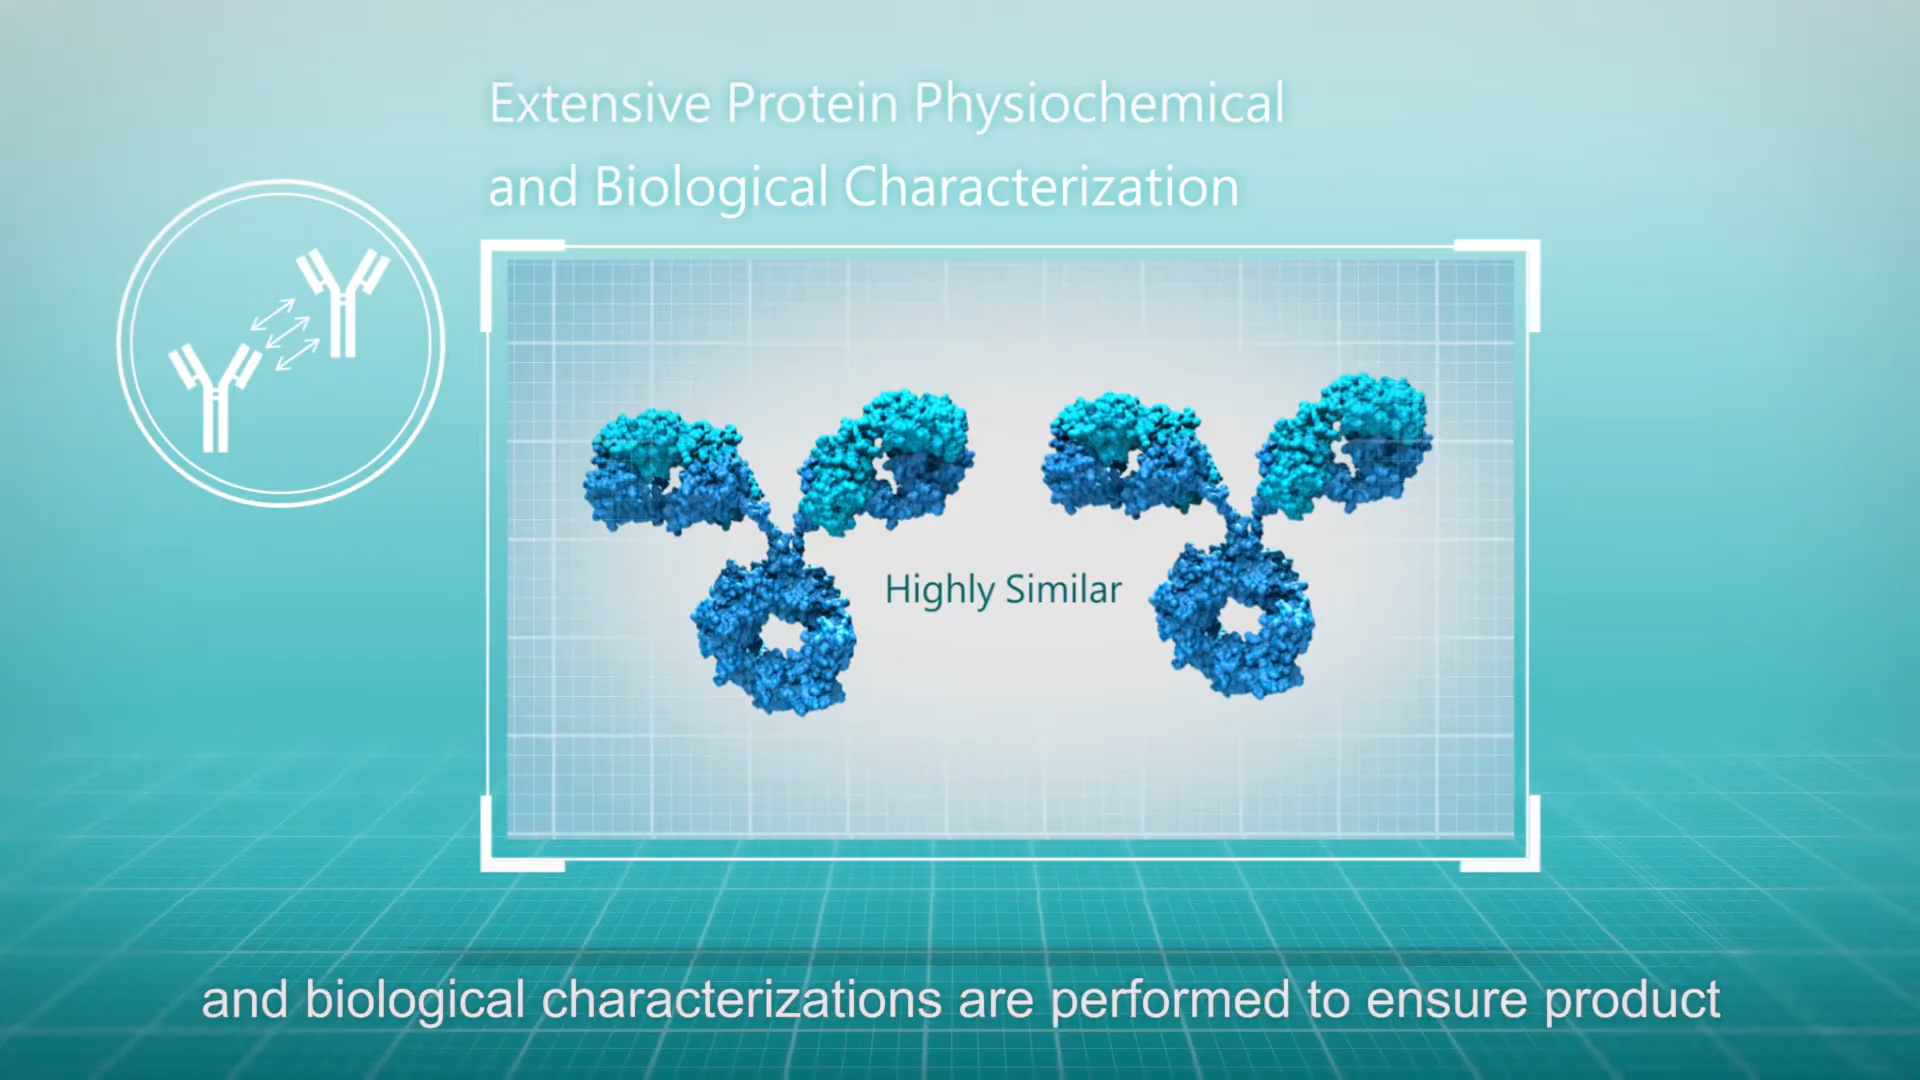 Extensive Protein Physiochemical
and Biological Characterization
Highly Similar
and biological characterizations are performed to ensure product